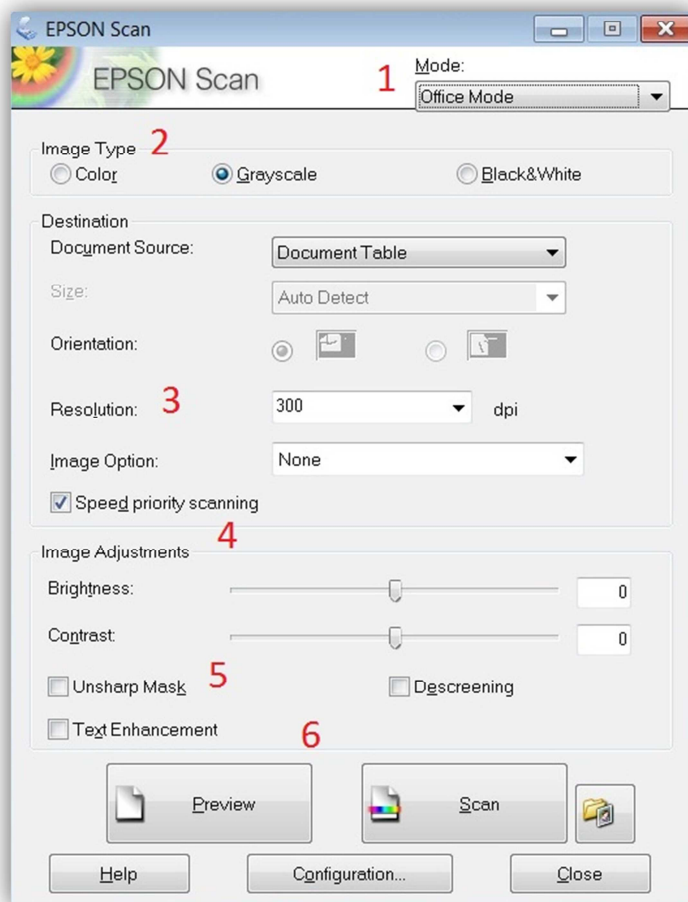 EPSON Scan
EPSON Scan
1
Mode:
Office Mode
Image Type 2
Color Grayscale Black&White
Destination
Document Source: Document Table
Size: Auto Detect
Orientation:
Resolution: 3 300 dpi
Image Option: None
Speed priority scanning
4
Image Adjustments
Brightness: 0
Contrast: 0
Unsharp Mask 5 Descreening
Text Enhancement 6
Preview Scan
Help Configuration... Close